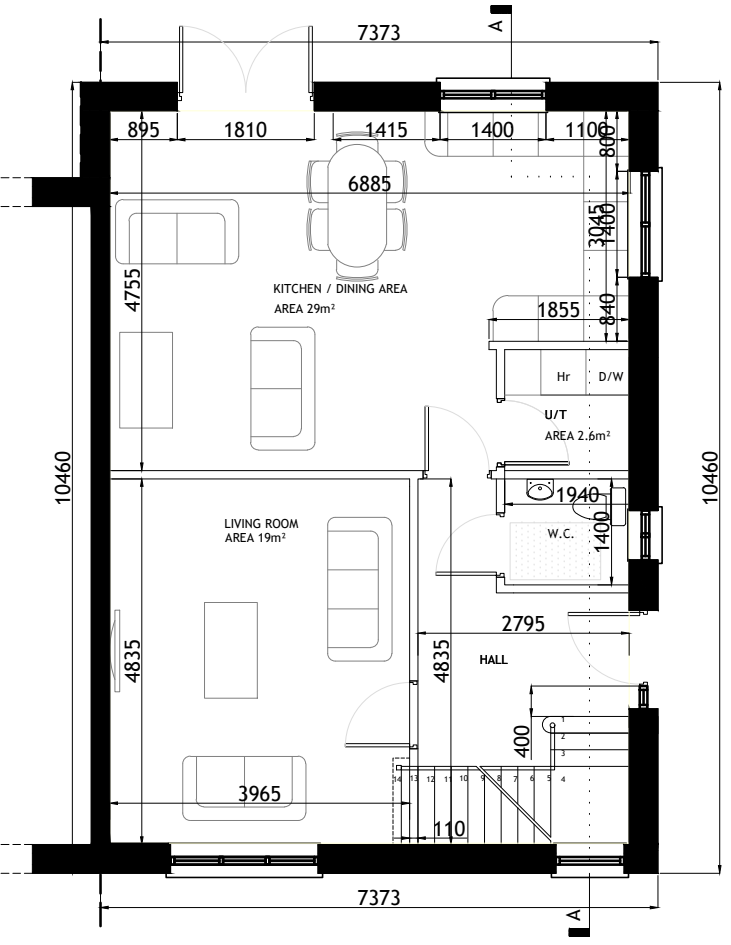 A
7373
895
1810
1415
1400
1100
800
6885
3045
1400
4755
KITCHEN / DINING AREA
AREA 29m²
1855
840
Hr
D/W
U/T
AREA 2.6m²
10460
10460
1940
LIVING ROOM
AREA 19m²
W.C.
1400
2795
4835
4835
HALL
400
1
2
3
14 13 12 11 10 9 8 7 6 5 4
3965
110
7373
A